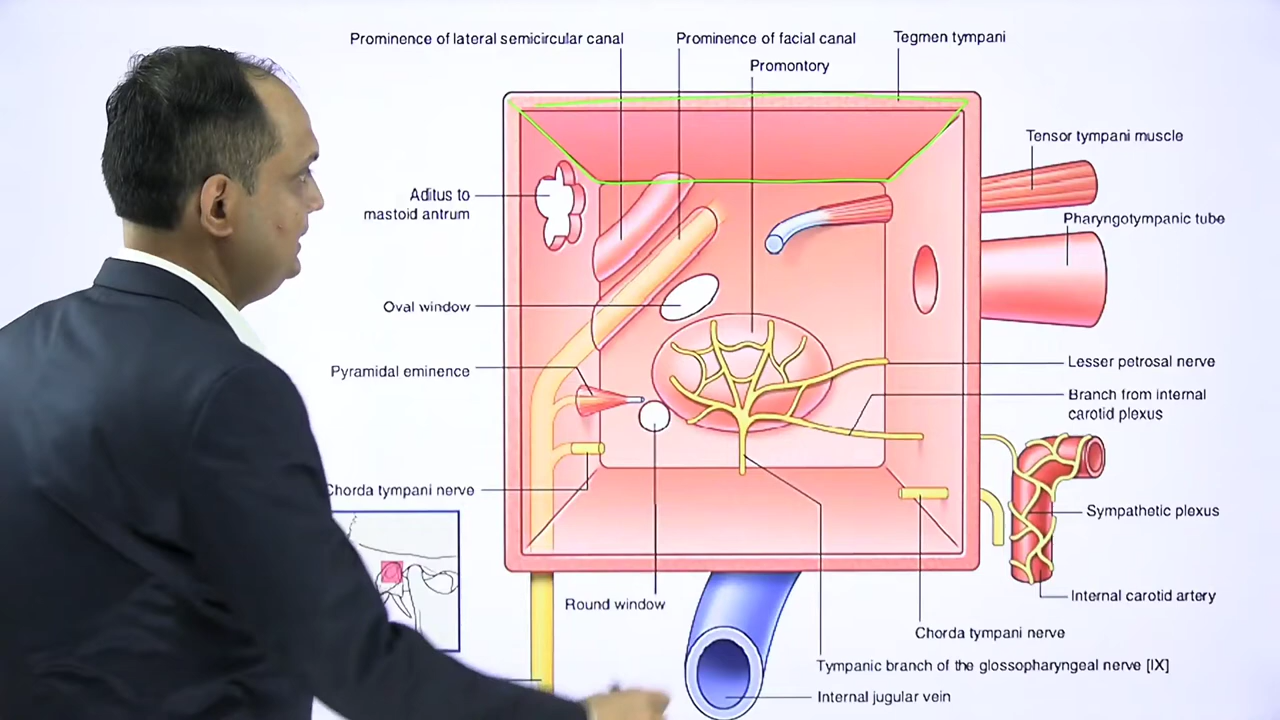 Prominence of lateral semicircular canal
Prominence of facial canal
Tegmen tympani
Promontory
Tensor tympani muscle
Aditus to
mastoid antrum
Pharyngotympanic tube
Oval window
Pyramidal eminence
Lesser petrosal nerve
Branch from internal
carotid plexus
Chorda tympani nerve
Sympathetic plexus
Round window
Internal carotid artery
Chorda tympani nerve
Tympanic branch of the glossopharyngeal nerve [IX]
Internal jugular vein